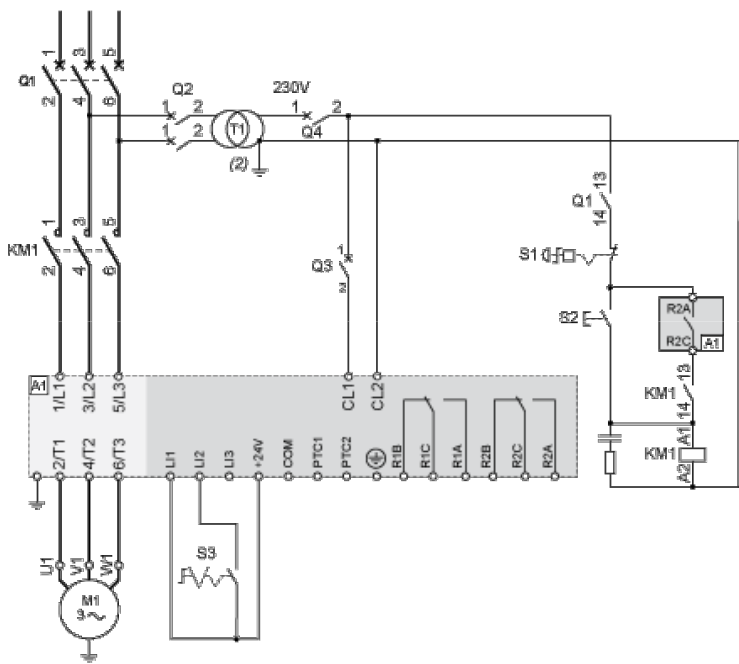 1 3 5
Q1
2 4 6
Q2
1 2
1 2
T1
(2)
230V
1 2
Q4
1 3 5
KM1
2 4 6
1
Q3
2
13
Q1
14
S1
S2
R2A
R2C A1
13
KM1
14
A1
KM1
A2
A1
1/L1 3/L2 5/L3 CL1 CL2
2/T1 4/T2 6/T3 LI1 LI2 LI3 +24V COM PTC1 PTC2 R1B R1C R1A R2B R2C R2A
S3
U1 V1 W1
M1
3